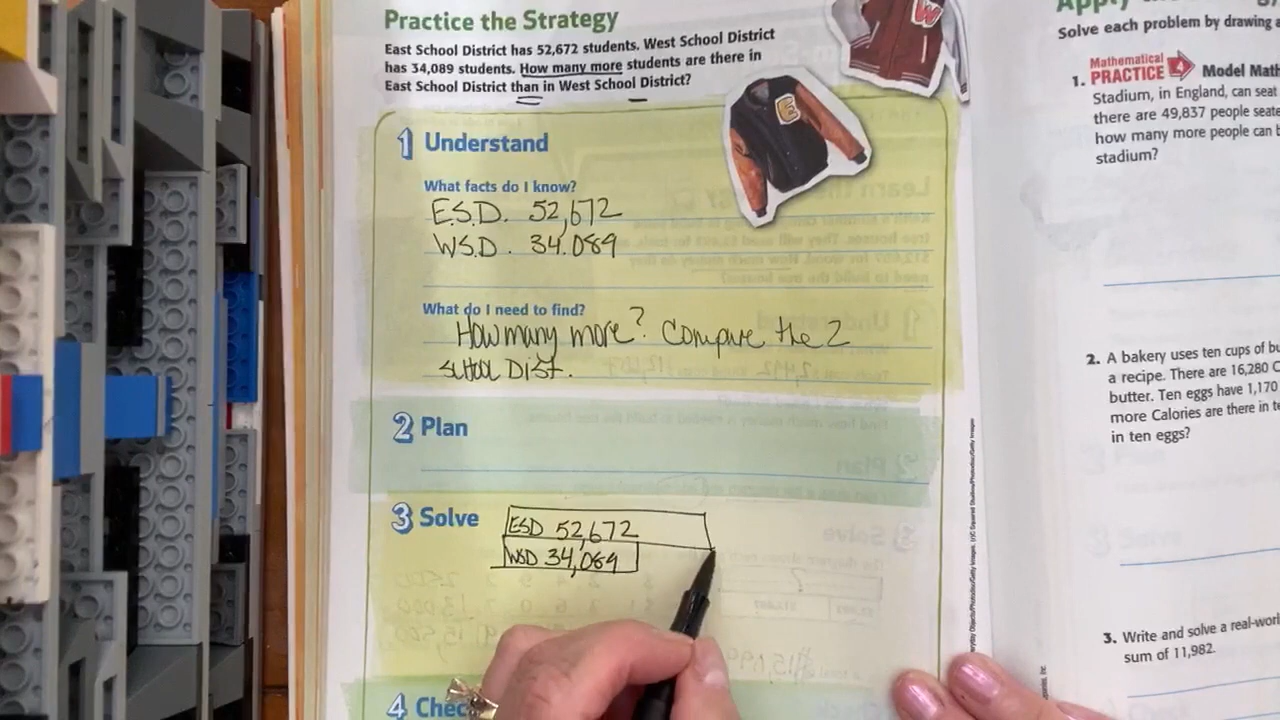 Practice the Strategy
East School District has 52,672 students. West School District
has 34,089 students. How many more students are there in
East School District than in West School District?
W
E
1 Understand
What facts do I know?
E.S.D. 52,672
W.S.D. 34.089
What do I need to find?
How many more? Compare the 2
school Dist.
2 Plan
3 Solve
ESD 52,672
WSD 34,089
4 Chec
Solve each problem by drawing
Mathematical
PRACTICE 4
1. Model Math
Stadium, in England, can seat
there are 49,837 people seate
how many more people can b
stadium?
2. A bakery uses ten cups of bu
a recipe. There are 16,280 C
butter. Ten eggs have 1,170
more Calories are there in te
in ten eggs?
3. Write and solve a real-worl
sum of 11,982.